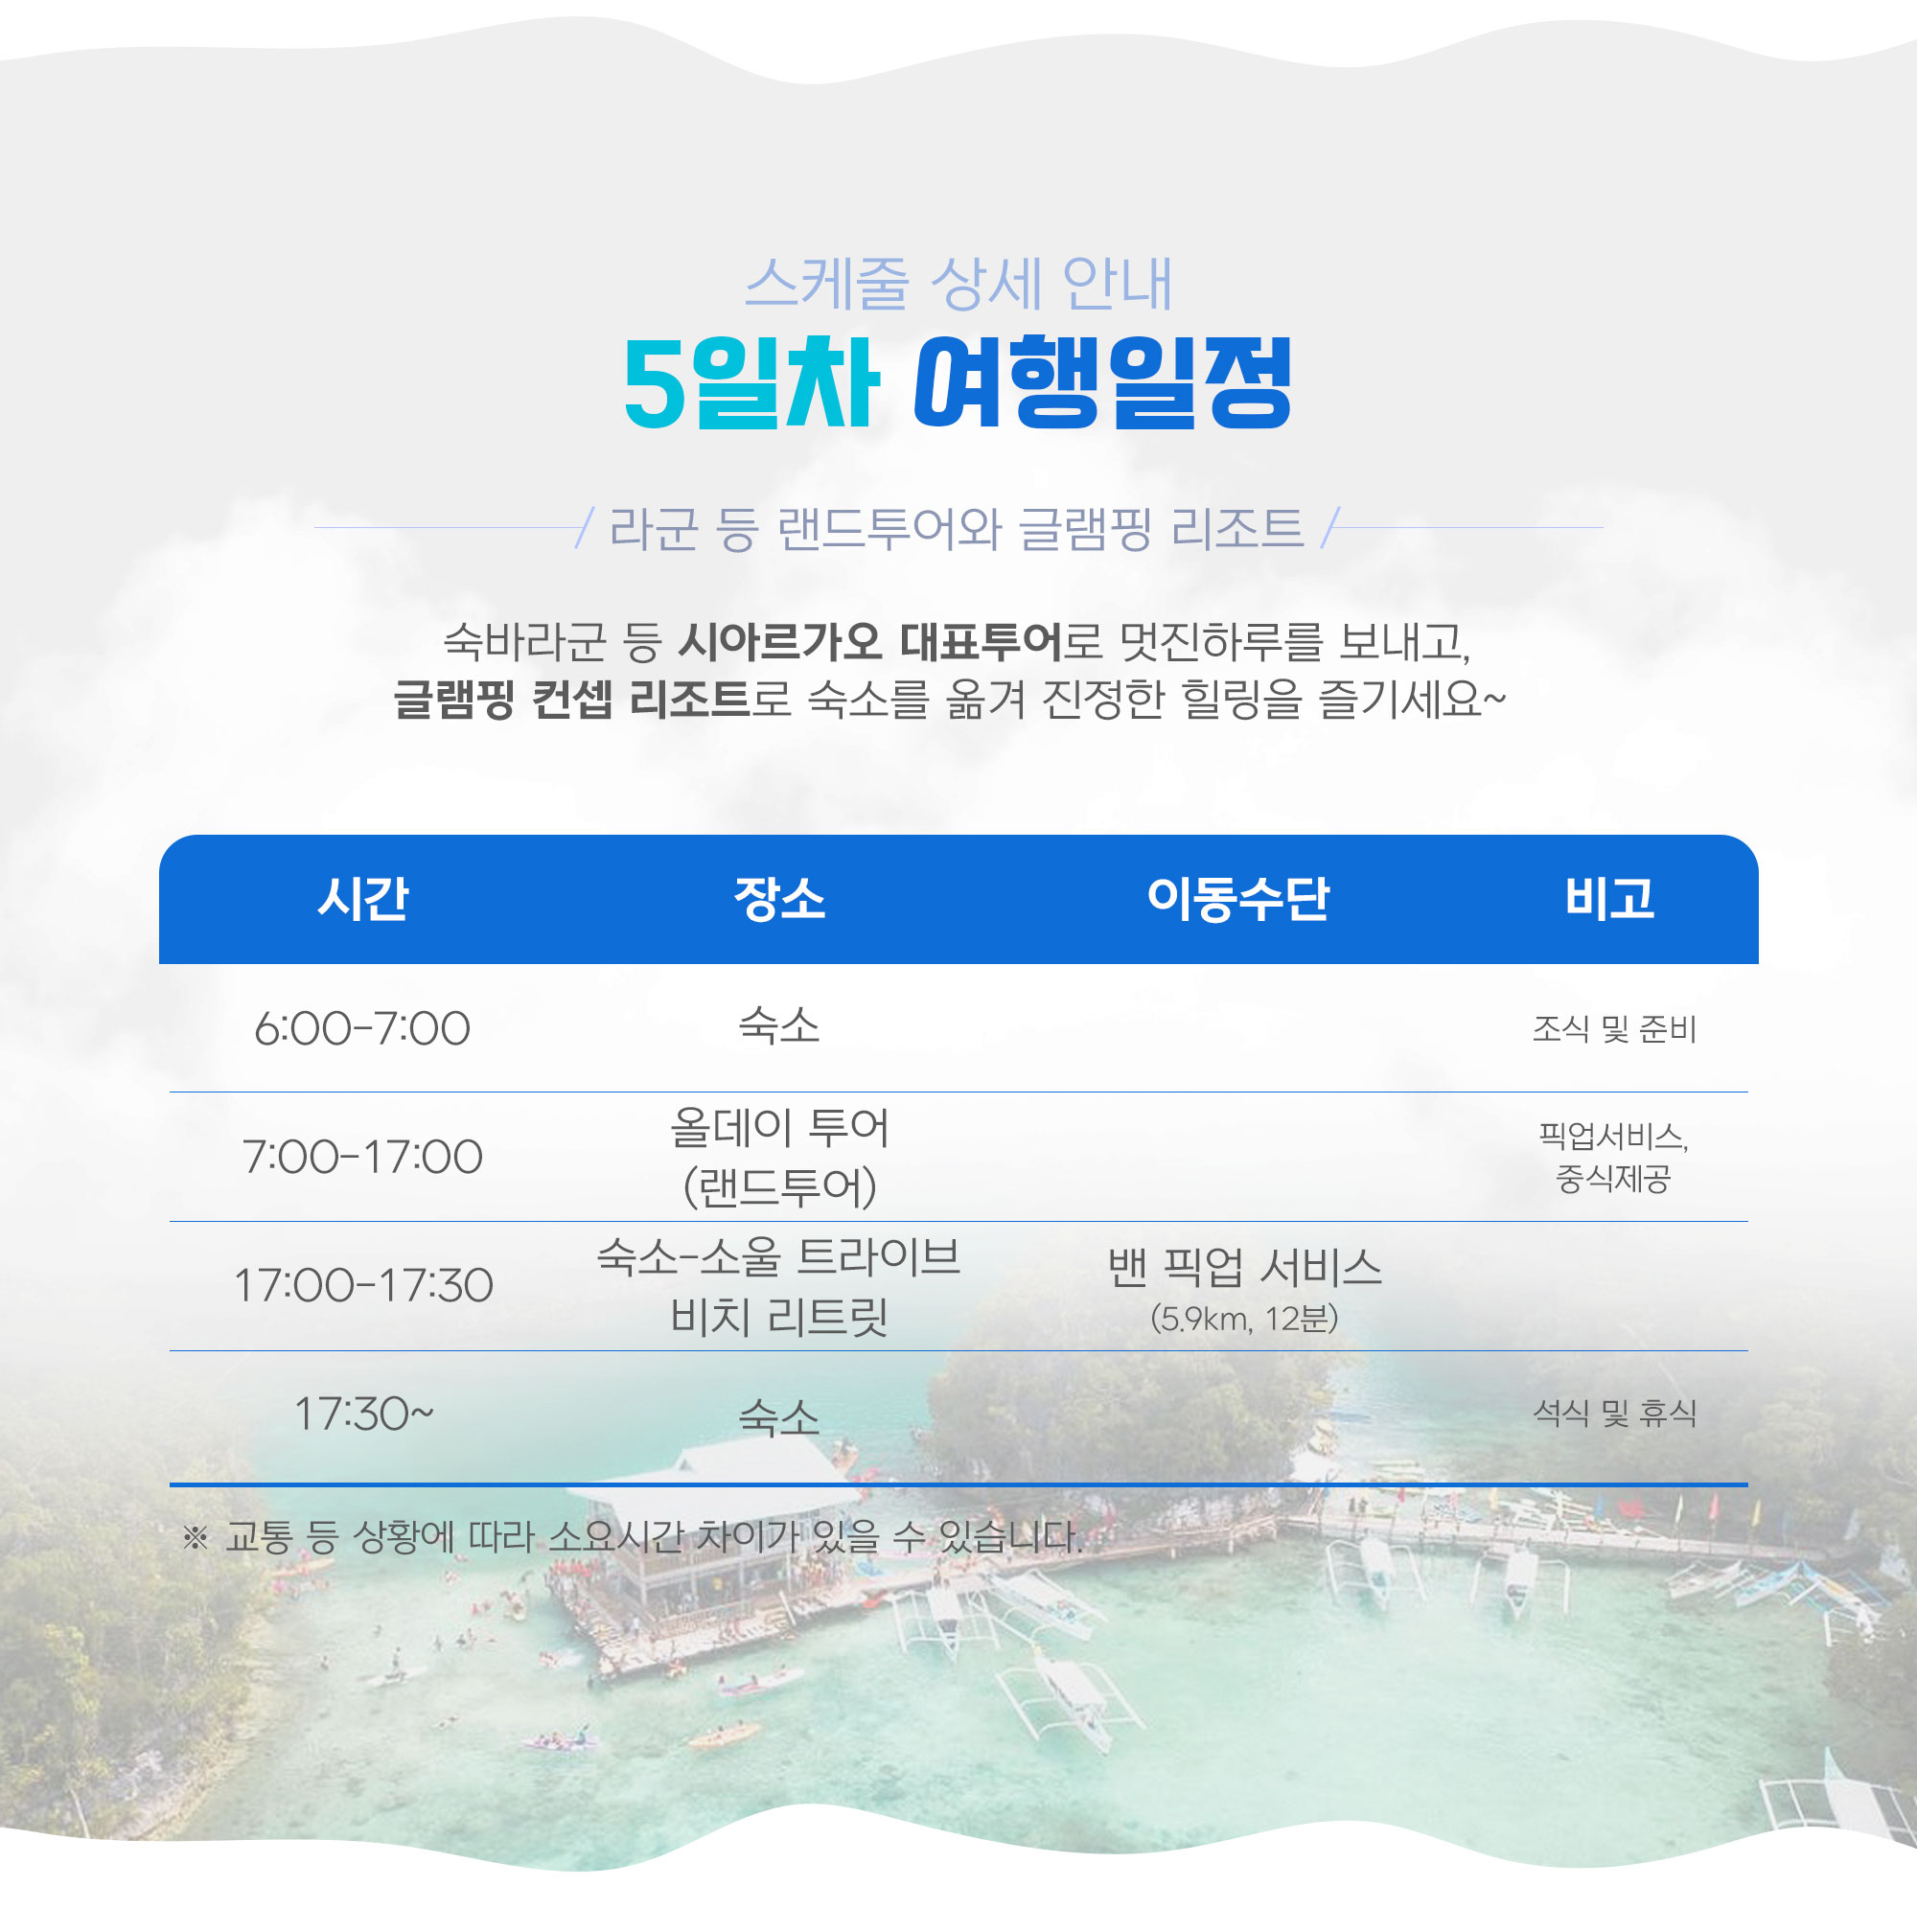 스케줄 상세 안내
5일차 여행일정
라군 등 랜드투어와 글램핑 리조트
숙바라군 등 시아르가오 대표투어로 멋진하루를 보내고,
글램핑 컨셉 리조트로 숙소를 옮겨 진정한 힐링을 즐기세요~
시간 장소 이동수단 비고
6:00-7:00 숙소 조식 및 준비
7:00-17:00 올데이 투어
(랜드투어)
픽업서비스,
중식제공
17:00-17:30 숙소-소울 트라이브
비치 리트릿
밴 픽업 서비스
(5.9km, 12분)
17:30~ 숙소 석식 및 휴식
※ 교통 등 상황에 따라 소요시간 차이가 있을 수 있습니다.